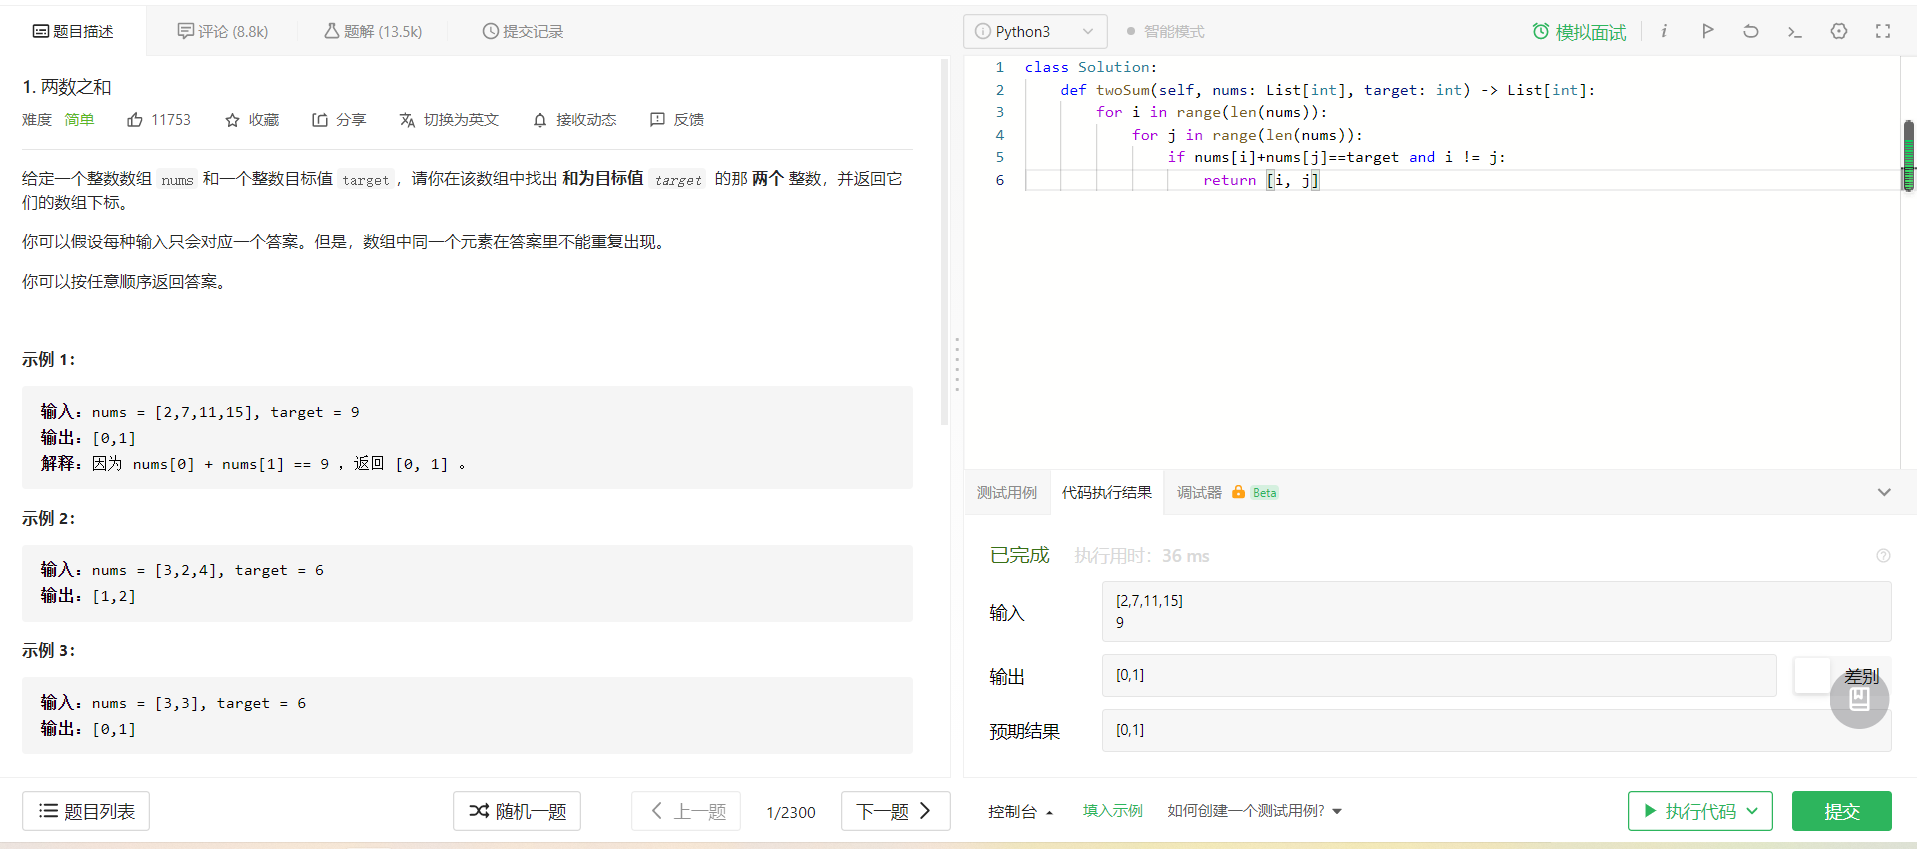 题目描述
评论 (8.8k)
题解 (13.5k)
提交记录
1. 两数之和
难度 简单 11753 收藏 分享 切换为英文 接收动态 反馈
给定一个整数数组 nums 和一个整数目标值 target，请你在该数组中找出 和为目标值 target 的那 两个 整数，并返回它
们的数组下标。
你可以假设每种输入只会对应一个答案。但是，数组中同一个元素在答案里不能重复出现。
你可以按任意顺序返回答案。
示例 1：
输入：nums = [2,7,11,15], target = 9
输出：[0,1]
解释：因为 nums[0] + nums[1] == 9 ，返回 [0, 1] 。
示例 2：
输入：nums = [3,2,4], target = 6
输出：[1,2]
示例 3：
输入：nums = [3,3], target = 6
输出：[0,1]
题目列表
随机一题
上一题
1/2300
下一题
Python3
智能模式
模拟面试
1 class Solution:
2 def twoSum(self, nums: List[int], target: int) -> List[int]:
3 for i in range(len(nums)):
4 for j in range(len(nums)):
5 if nums[i]+nums[j]==target and i != j:
6 return [i, j]
测试用例
代码执行结果
调试器 Beta
已完成 执行用时：36 ms
输入
[2,7,11,15]
9
输出
[0,1]
差别
预期结果
[0,1]
控制台
填入示例
如何创建一个测试用例?
执行代码
提交